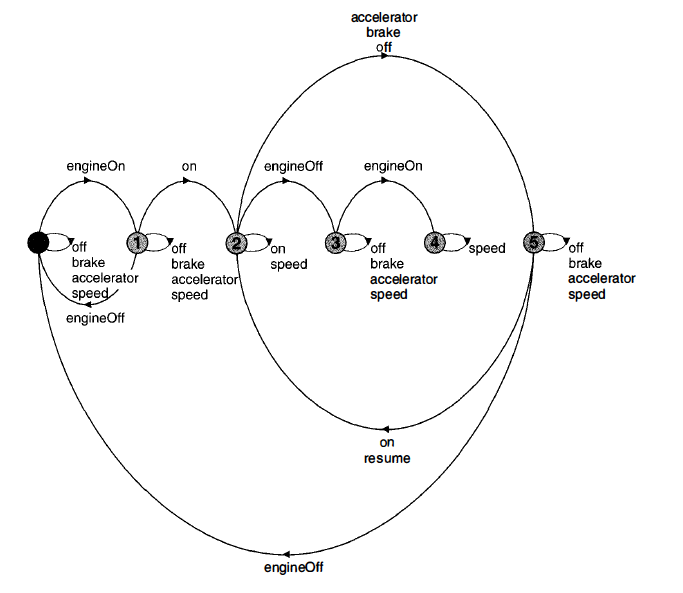 accelerator
brake
off
engineOn
on
engineOff
engineOn
1
2
3
4
5
off
brake
accelerator
speed
off
brake
accelerator
speed
on
speed
off
brake
accelerator
speed
speed
off
brake
accelerator
speed
engineOff
on
resume
engineOff